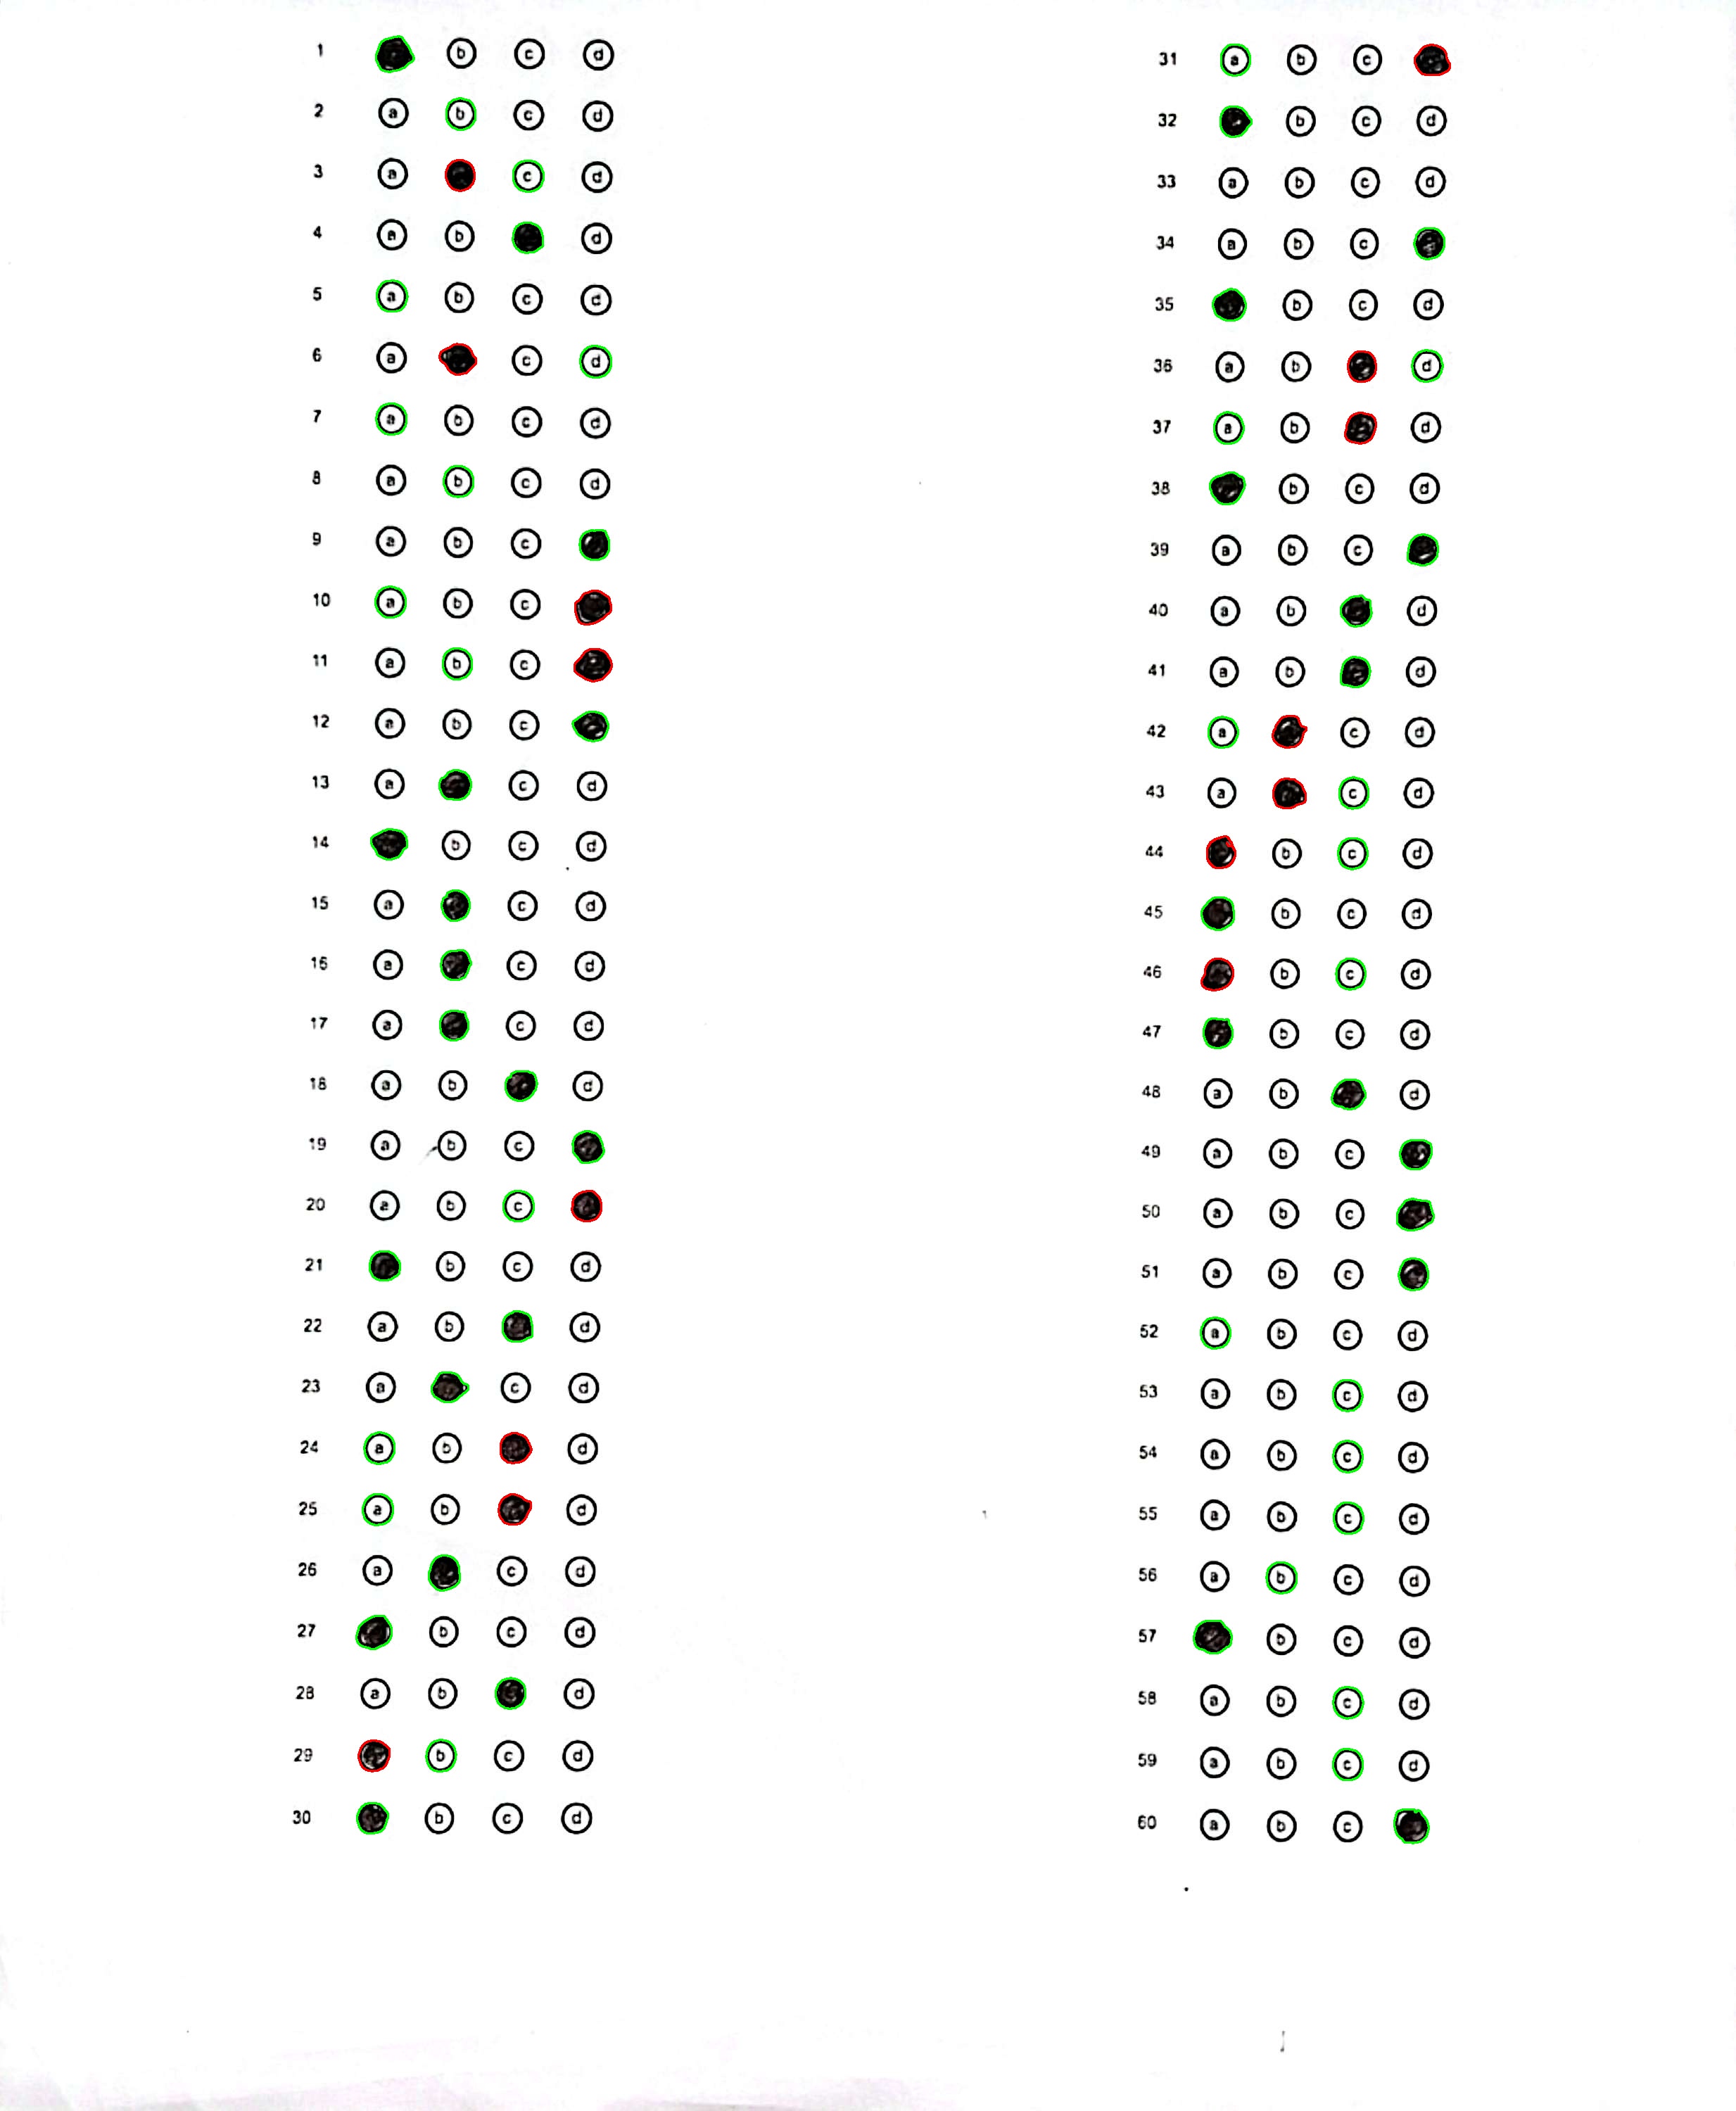 1 b c d
2 a b c d
3 a c d
4 a b d
5 a b c d
6 a c d
7 a b c d
8 a b c d
9 a b c
10 a b c
11 a b c
12 a b c
13 a c d
14 b c d
15 a c d
16 a c d
17 a c d
18 a b d
19 a b c
20 a b c
21 b c d
22 a b d
23 a c d
24 a b d
25 a b d
26 a c d
27 b c d
28 a b d
29 b c d
30 b c d
31 a b c
32 b c d
33 a b c d
34 a b c
35 b c d
36 a b d
37 a b d
38 b c d
39 a b c
40 a b d
41 a b d
42 a c d
43 a c d
44 b c d
45 b c d
46 b c d
47 b c d
48 a b d
49 a b c
50 a b c
51 a b c
52 a b c d
53 a b c d
54 a b c d
55 a b c d
56 a b c d
57 b c d
58 a b c d
59 a b c d
60 a b c